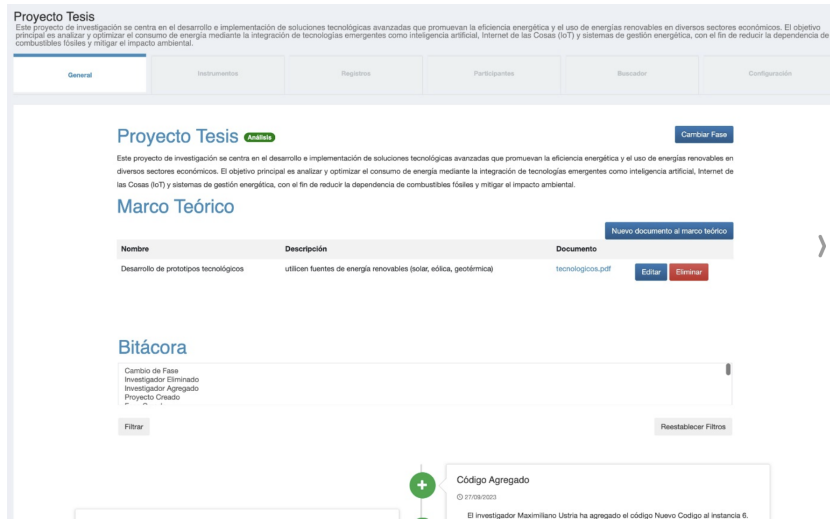 Proyecto Tesis
Este proyecto de investigación se centra en el desarrollo e implementación de soluciones tecnológicas avanzadas que promuevan la eficiencia energética y el uso de energías renovables en diversos sectores económicos. El objetivo
principal es analizar y optimizar el consumo de energía mediante la integración de tecnologías emergentes como inteligencia artificial, Internet de las Cosas (IoT) y sistemas de gestión energética, con el fin de reducir la dependencia de
combustibles fósiles y mitigar el impacto ambiental.
General Instrumentos Registros Participantes Buscador Configuración
Proyecto Tesis Análisis Cambiar Fase
Este proyecto de investigación se centra en el desarrollo e implementación de soluciones tecnológicas avanzadas que promuevan la eficiencia energética y el uso de energías renovables en
diversos sectores económicos. El objetivo principal es analizar y optimizar el consumo de energía mediante la integración de tecnologías emergentes como inteligencia artificial, Internet de
las Cosas (IoT) y sistemas de gestión energética, con el fin de reducir la dependencia de combustibles fósiles y mitigar el impacto ambiental.
Marco Teórico
Nuevo documento al marco teórico
Nombre Descripción Documento
Desarrollo de prototipos tecnológicos utilicen fuentes de energía renovables (solar, eólica, geotérmica) tecnologicos.pdf Editar Eliminar
Bitácora
Cambio de Fase
Investigador Eliminado
Investigador Agregado
Proyecto Creado
Filtrar Reestablecer Filtros
Código Agregado
27/09/2023
El investigador Maximiliano Ustria ha agregado el código Nuevo Codigo al instancia 6.